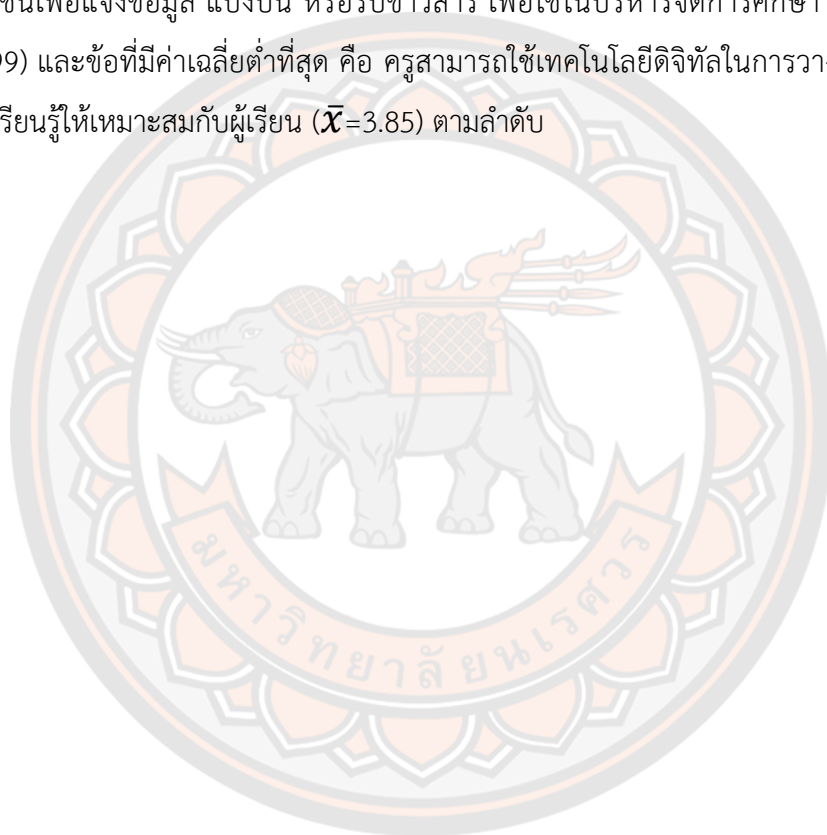 ชันเพื่อแจ้งข้อมูล แบ่งปัน หรือรับข่าวสาร เพื่อใช้ในบริหารจัดการศึกษา
99) และข้อที่มีค่าเฉลี่ยต่ำที่สุด คือ ครูสามารถใช้เทคโนโลยีดิจิทัลในการวา
รียนรู้ให้เหมาะสมกับผู้เรียน (x̄=3.85) ตามลำดับ
มหาวิทยาลัยนเรศวร